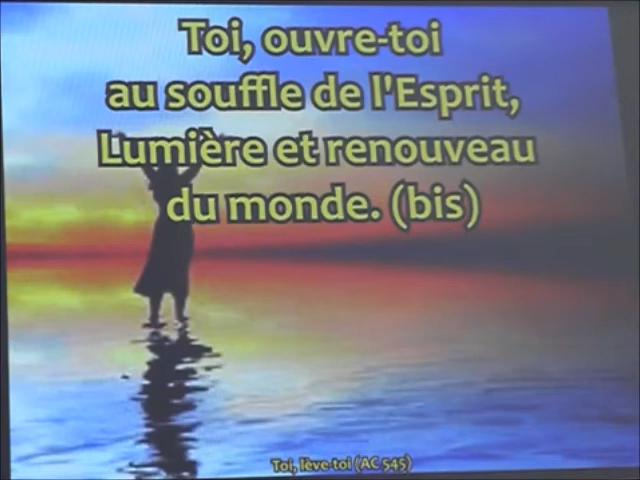 Toi, ouvre-toi
au souffle de l'Esprit,
Lumière et renouveau
du monde. (bis)
Toi, lève-toi (AC 545)